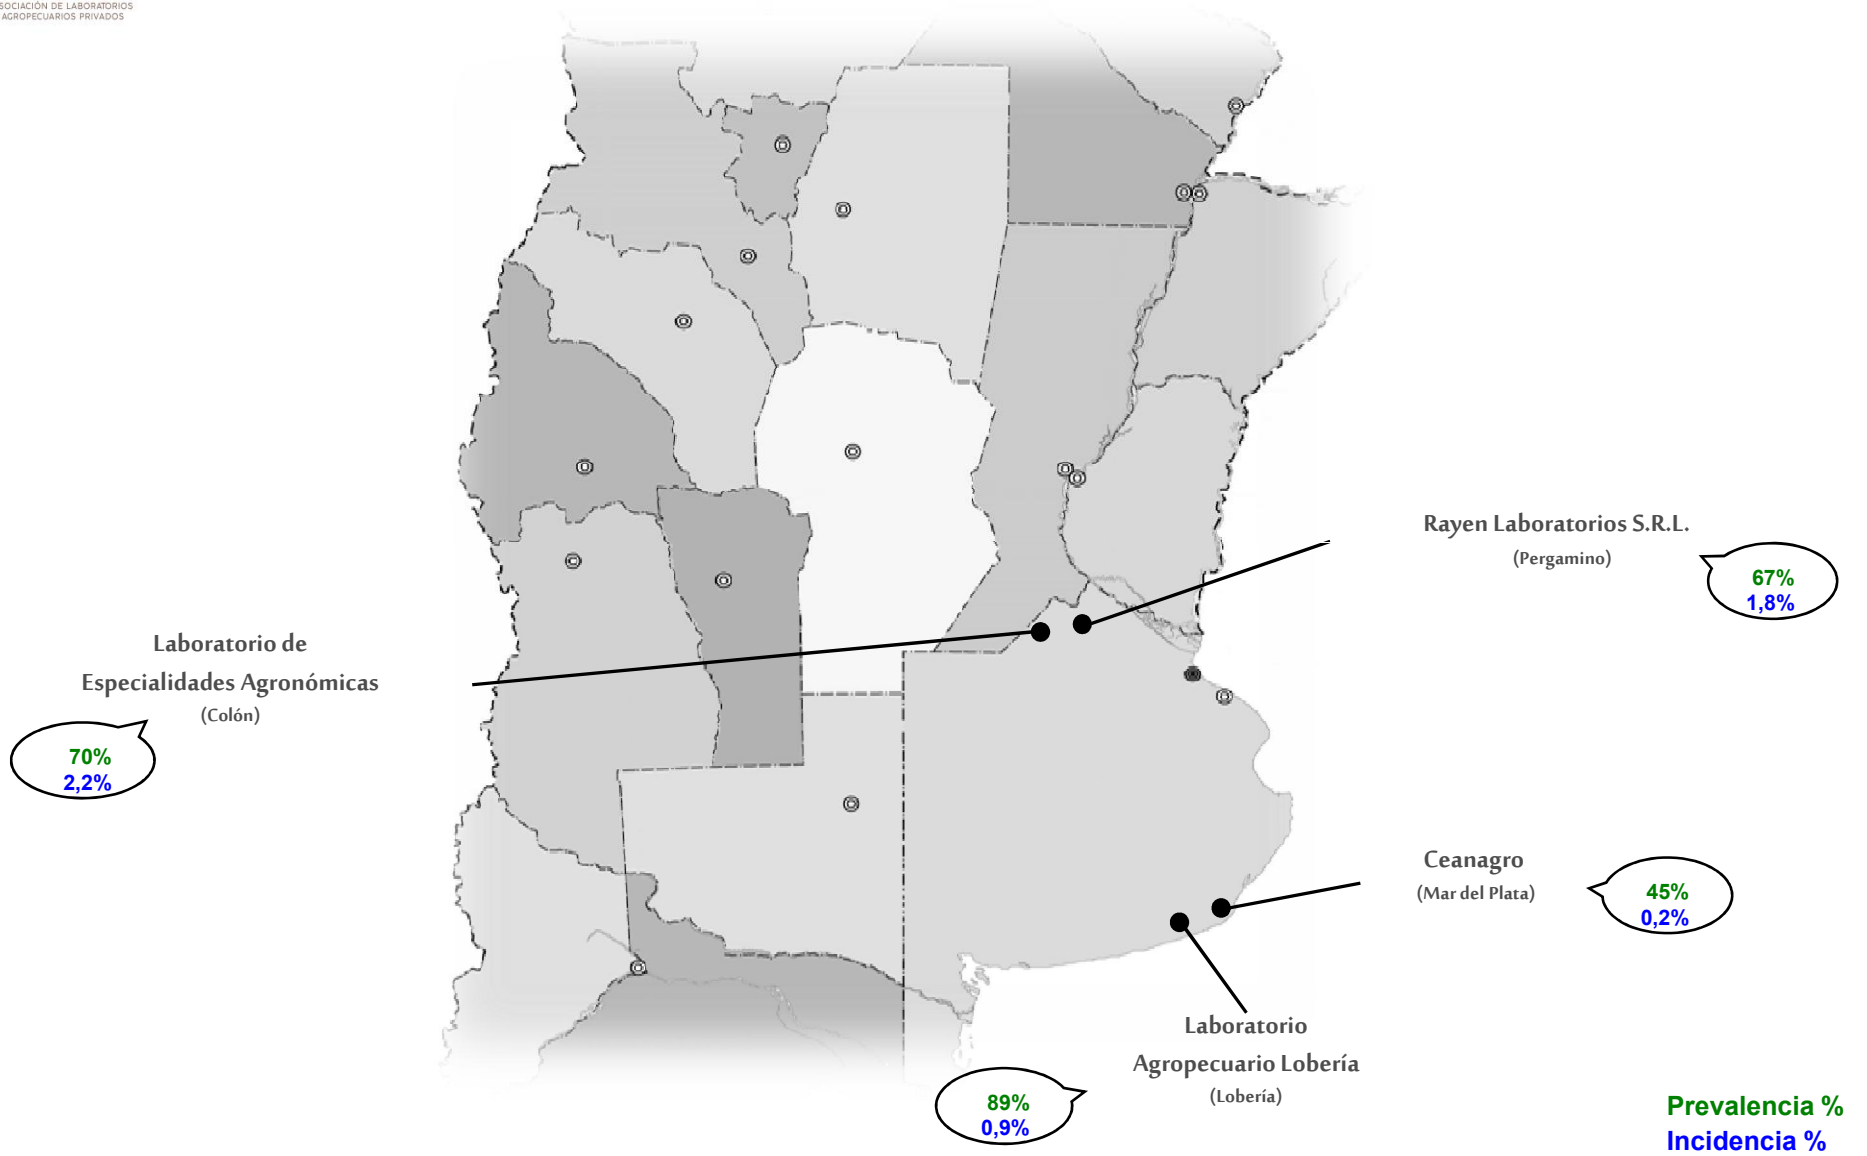 ASOCIACIÓN DE LABORATORIOS
AGROPECUARIOS PRIVADOS
Rayen Laboratorios S.R.L.
(Pergamino)
67%
1,8%
Laboratorio de
Especialidades Agronómicas
(Colón)
70%
2,2%
Ceanagro
(Mar del Plata)
45%
0,2%
Laboratorio
Agropecuario Lobería
(Lobería)
89%
0,9%
Prevalencia %
Incidencia %